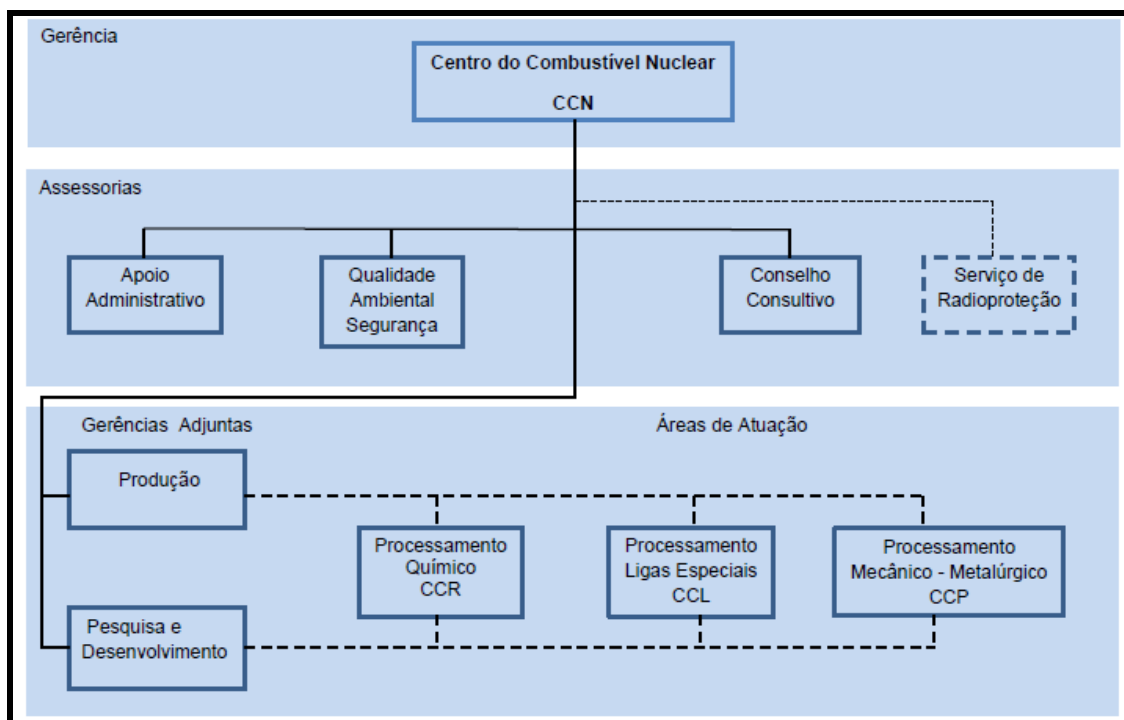 Gerência
Centro do Combustível Nuclear
CCN
Assessorias
Apoio
Administrativo
Qualidade
Ambiental
Segurança
Conselho
Consultivo
Serviço de
Radioproteção
Gerências Adjuntas
Áreas de Atuação
Produção
Processamento
Químico
CCR
Processamento
Ligas Especiais
CCL
Processamento
Mecânico - Metalúrgico
CCP
Pesquisa e
Desenvolvimento